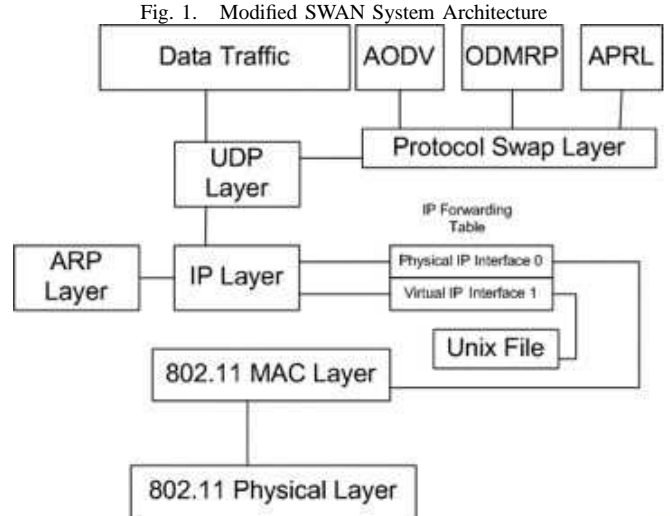 Fig. 1. Modified SWAN System Architecture
Data Traffic
AODV
ODMRP
APRL
UDP
Layer
Protocol Swap Layer
IP Forwarding
Table
ARP
Layer
IP Layer
Physical IP Interface 0
Virtual IP Interface 1
Unix File
802.11 MAC Layer
802.11 Physical Layer